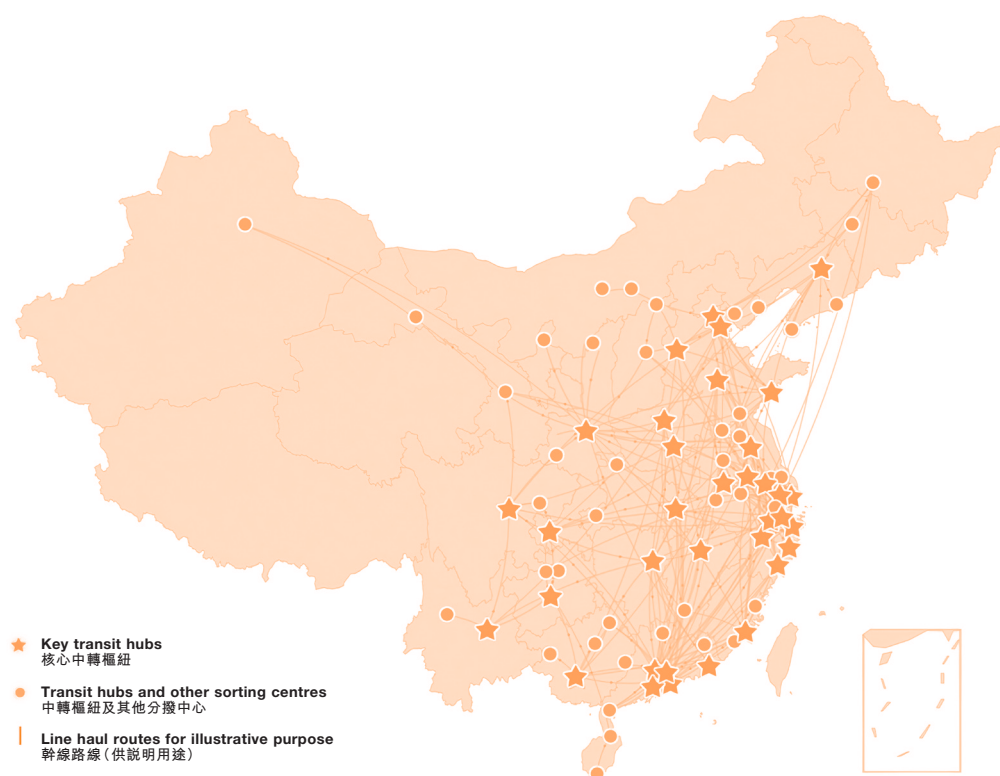 Key transit hubs
核心中轉樞紐
Transit hubs and other sorting centres
中轉樞紐及其他分撥中心
Line haul routes for illustrative purpose
幹線路線（供説明用途）